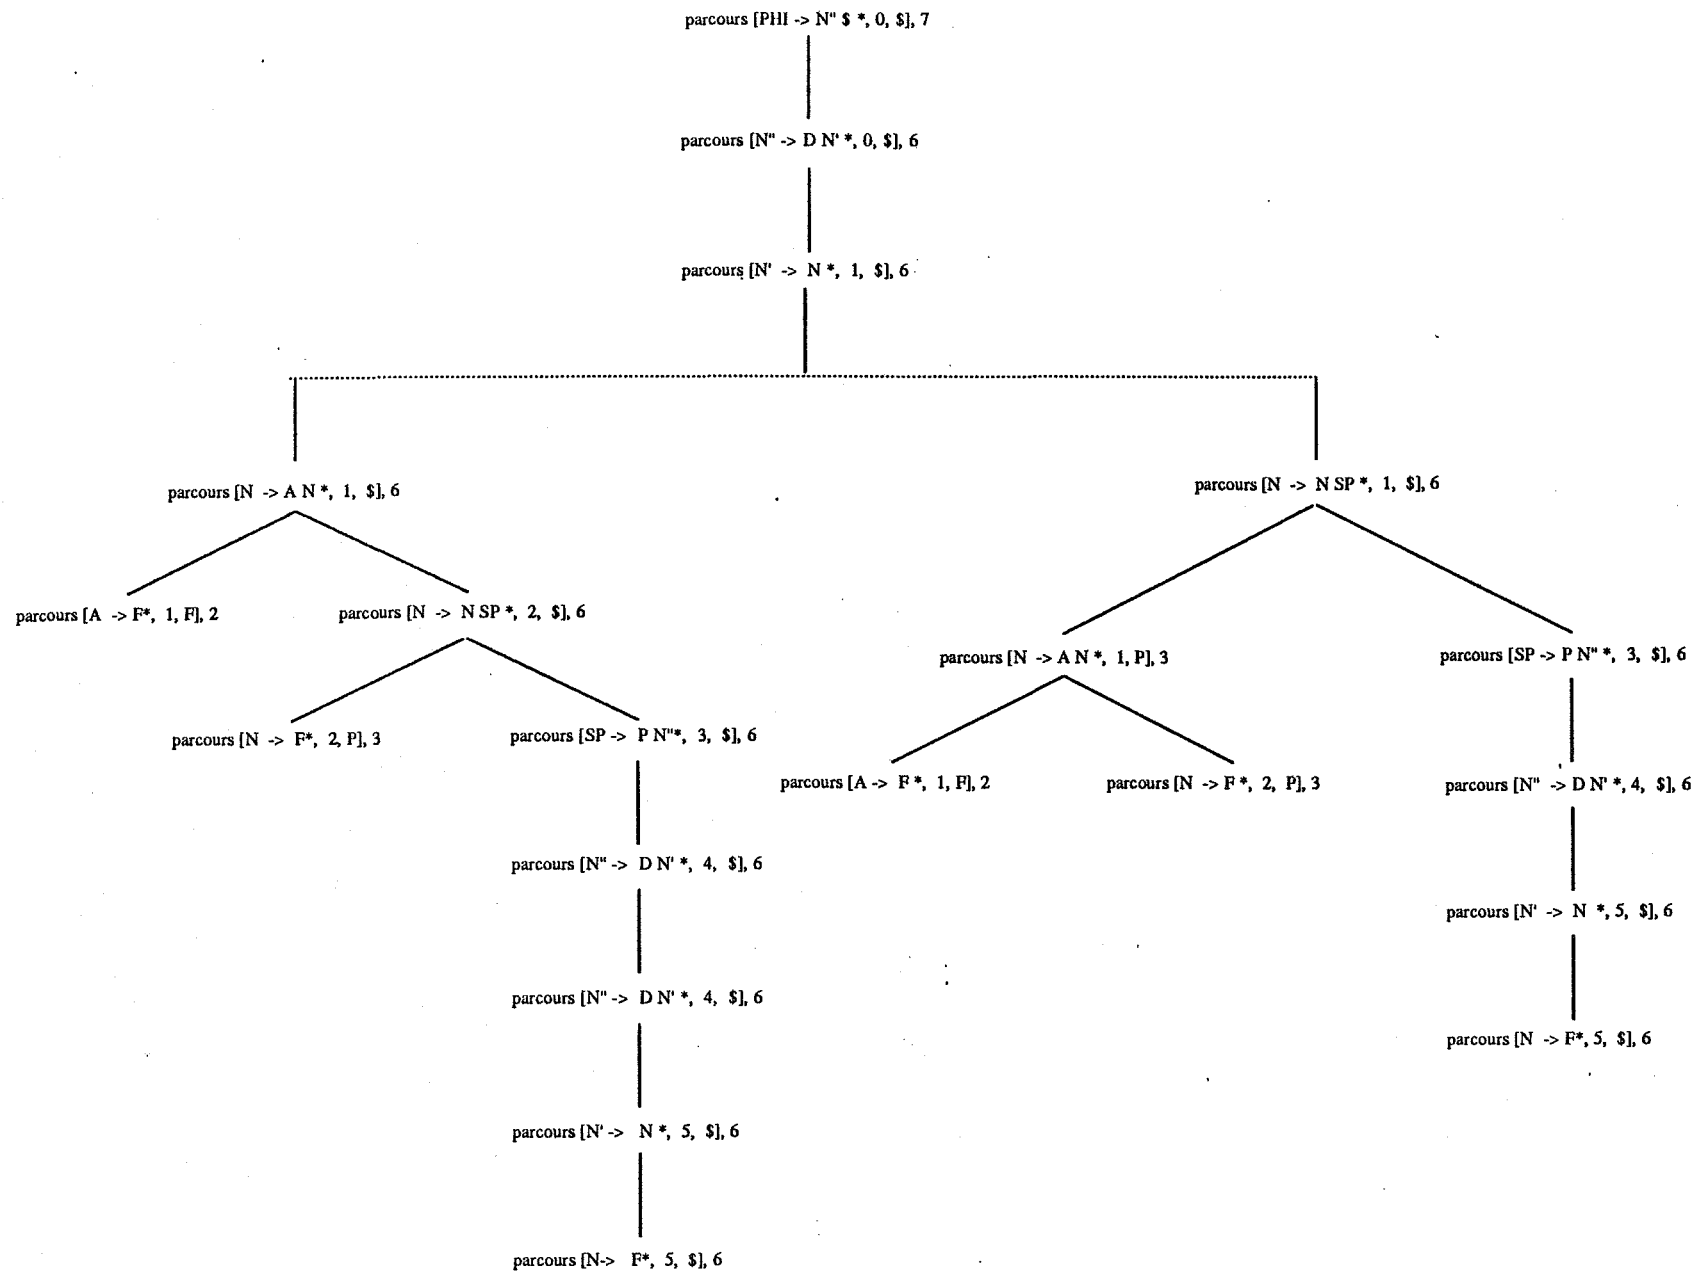 parcours [PHI -> N" $ *, 0, $], 7
parcours [N" -> D N' *, 0, $], 6
parcours [N' -> N *, 1, $], 6
parcours [N -> A N *, 1, $], 6
parcours [N -> N SP *, 1, $], 6
parcours [A -> F*, 1, F], 2
parcours [N -> N SP *, 2, $], 6
parcours [N -> A N *, 1, P], 3
parcours [SP -> P N" *, 3, $], 6
parcours [N -> F*, 2, P], 3
parcours [SP -> P N"*, 3, $], 6
parcours [A -> F *, 1, F], 2
parcours [N -> F *, 2, P], 3
parcours [N" -> D N' *, 4, $], 6
parcours [N" -> D N' *, 4, $], 6
parcours [N' -> N *, 5, $], 6
parcours [N" -> D N' *, 4, $], 6
parcours [N -> F*, 5, $], 6
parcours [N' -> N *, 5, $], 6
parcours [N-> F*, 5, $], 6